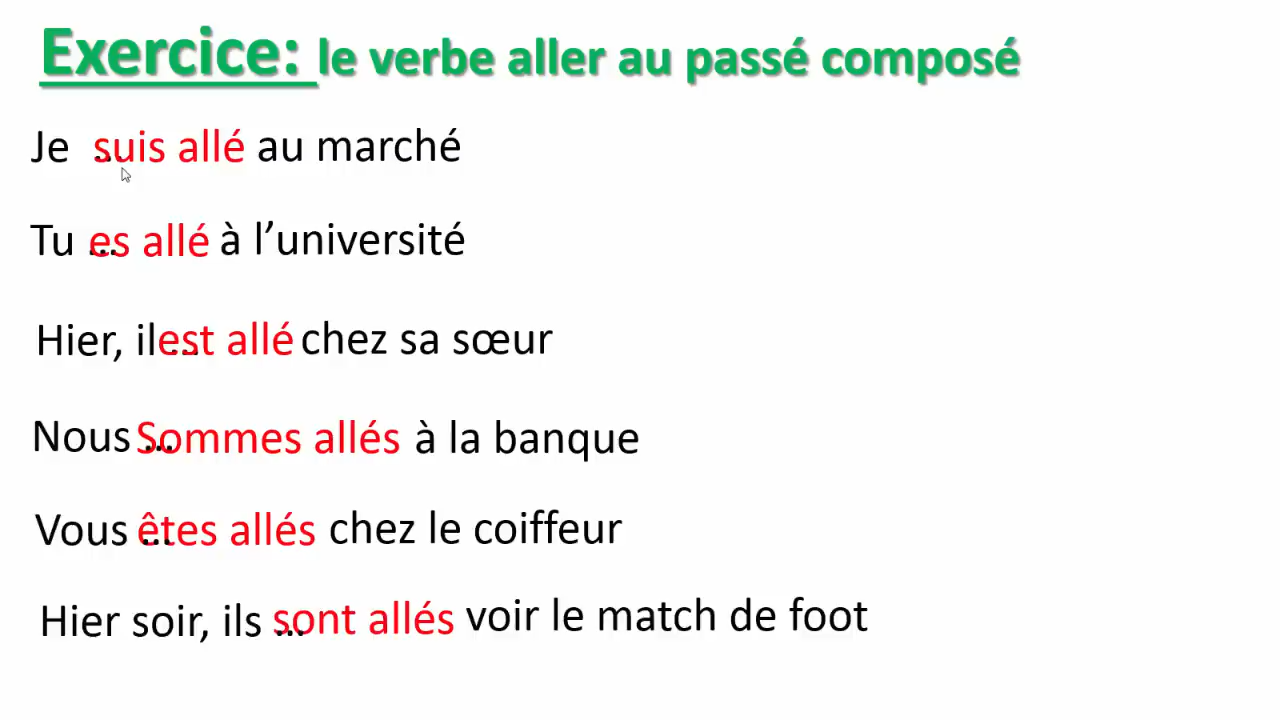 Exercice: le verbe aller au passé composé
Je ... suis allé au marché
Tu ... es allé à l’université
Hier, il ... est allé chez sa sœur
Nous ... Sommes allés à la banque
Vous ... êtes allés chez le coiffeur
Hier soir, ils ... sont allés voir le match de foot